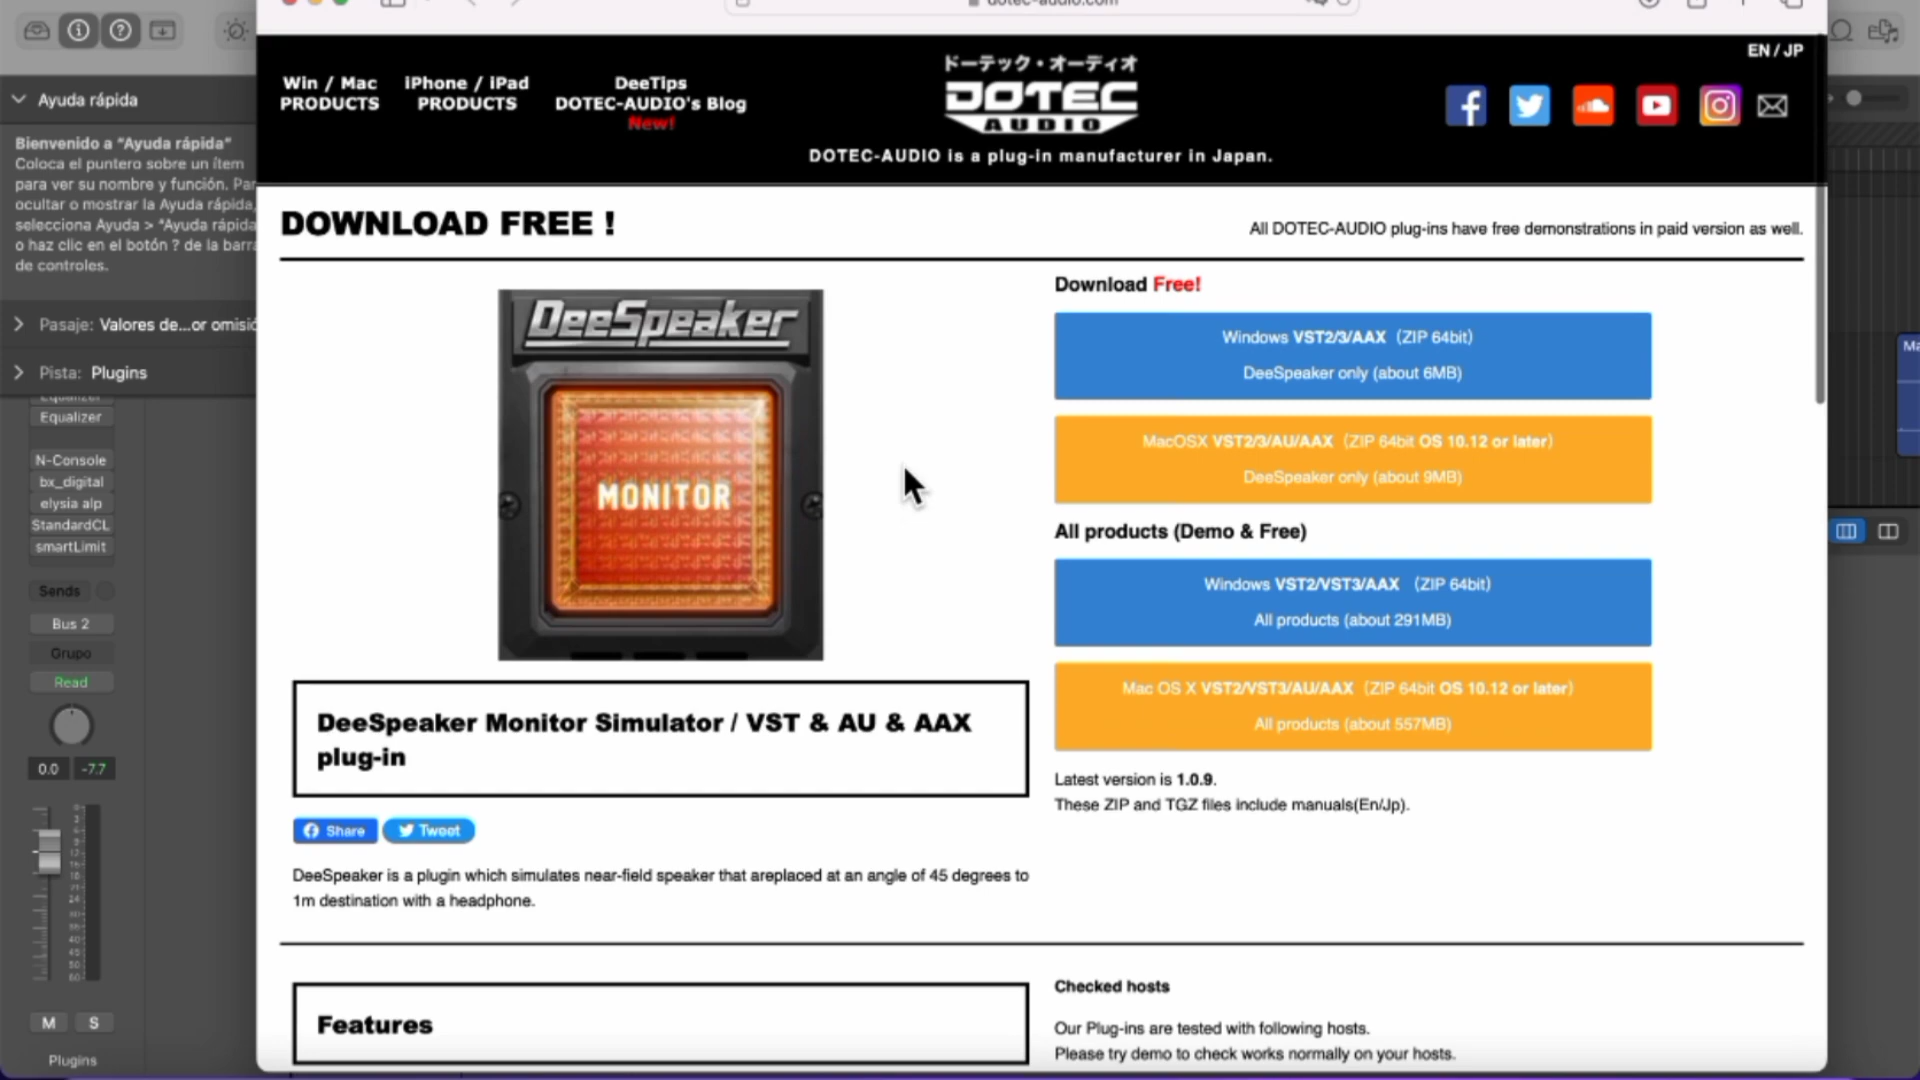 dotec-audio.com
Ayuda rápida
Bienvenido a “Ayuda rápida”
Coloca el puntero sobre un ítem
para ver su nombre y función. Par
ocultar o mostrar la Ayuda rápida,
selecciona Ayuda > “Ayuda rápida
o haz clic en el botón ? de la barra
de controles.
Pasaje: Valores de...or omisió
Pista: Plugins
Equalizer
Equalizer
N-Console
bx_digital
elysia alp
StandardCL
smartLimit
Sends
Bus 2
Grupo
Read
0.0 -7.7
M S
Plugins
EN / JP
Win / Mac
PRODUCTS
iPhone / iPad
PRODUCTS
DeeTips
DOTEC-AUDIO's Blog
New!
ドーテック・オーディオ
DOTEC
AUDIO
DOTEC-AUDIO is a plug-in manufacturer in Japan.
DOWNLOAD FREE !
All DOTEC-AUDIO plug-ins have free demonstrations in paid version as well.
DeeSpeaker
MONITOR
DeeSpeaker Monitor Simulator / VST & AU & AAX
plug-in
Share
Tweet
DeeSpeaker is a plugin which simulates near-field speaker that areplaced at an angle of 45 degrees to
1m destination with a headphone.
Features
Download Free!
Windows VST2/3/AAX（ZIP 64bit）
DeeSpeaker only (about 6MB)
MacOSX VST2/3/AU/AAX（ZIP 64bit OS 10.12 or later）
DeeSpeaker only (about 9MB)
All products (Demo & Free)
Windows VST2/VST3/AAX （ZIP 64bit）
All products (about 291MB)
Mac OS X VST2/VST3/AU/AAX（ZIP 64bit OS 10.12 or later）
All products (about 557MB)
Latest version is 1.0.9.
These ZIP and TGZ files include manuals(En/Jp).
Checked hosts
Our Plug-ins are tested with following hosts.
Please try demo to check works normally on your hosts.
Ma